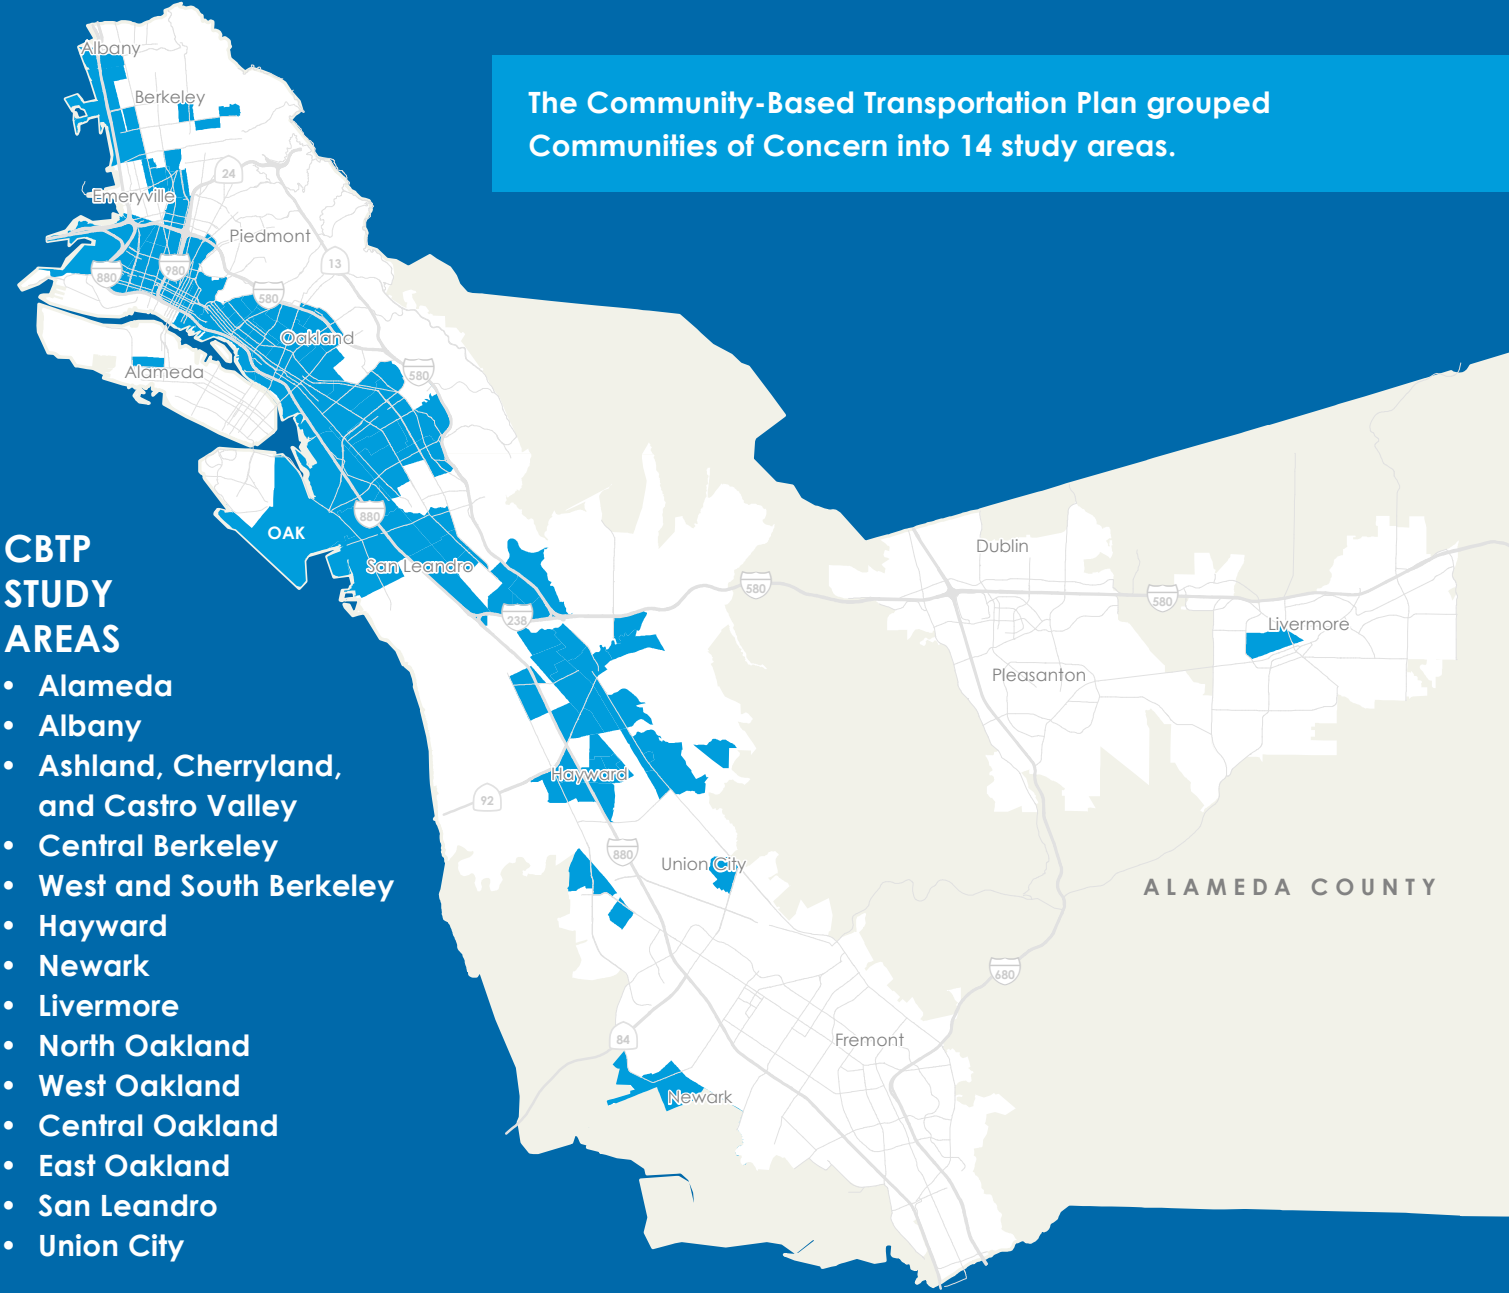 The Community-Based Transportation Plan grouped
Communities of Concern into 14 study areas.
Albany
Berkeley
24
Emeryville
Piedmont
13
880
980
580
Oakland
580
Alameda
880
OAK
San Leandro
Dublin
580
580
238
Livermore
Pleasanton
Hayward
92
880
Union City
ALAMEDA COUNTY
680
84
Fremont
Newark
CBTP
STUDY
AREAS
• Alameda
• Albany
• Ashland, Cherryland,
and Castro Valley
• Central Berkeley
• West and South Berkeley
• Hayward
• Newark
• Livermore
• North Oakland
• West Oakland
• Central Oakland
• East Oakland
• San Leandro
• Union City